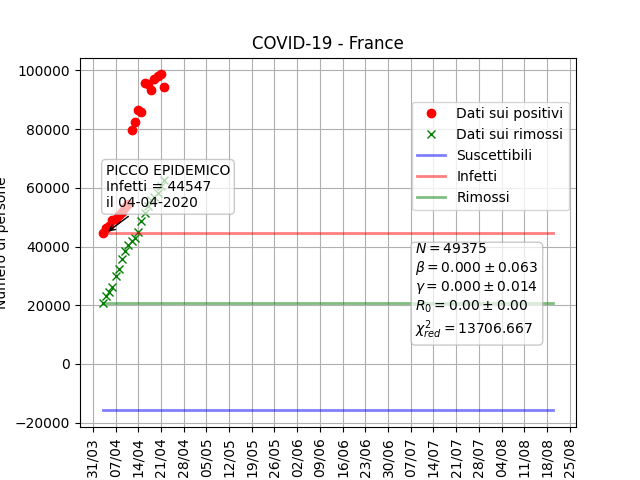 COVID-19 - France
Numero di persone
100000
80000
60000
40000
20000
0
−20000
PICCO EPIDEMICO
Infetti = 44547
il 04-04-2020
Dati sui positivi
Dati sui rimossi
Suscettibili
Infetti
Rimossi
N = 49375
β = 0.000 ± 0.063
γ = 0.000 ± 0.014
R₀ = 0.00 ± 0.00
χ²red = 13706.667
31/03
07/04
14/04
21/04
28/04
05/05
12/05
19/05
26/05
02/06
09/06
16/06
23/06
30/06
07/07
14/07
21/07
28/07
04/08
11/08
18/08
25/08